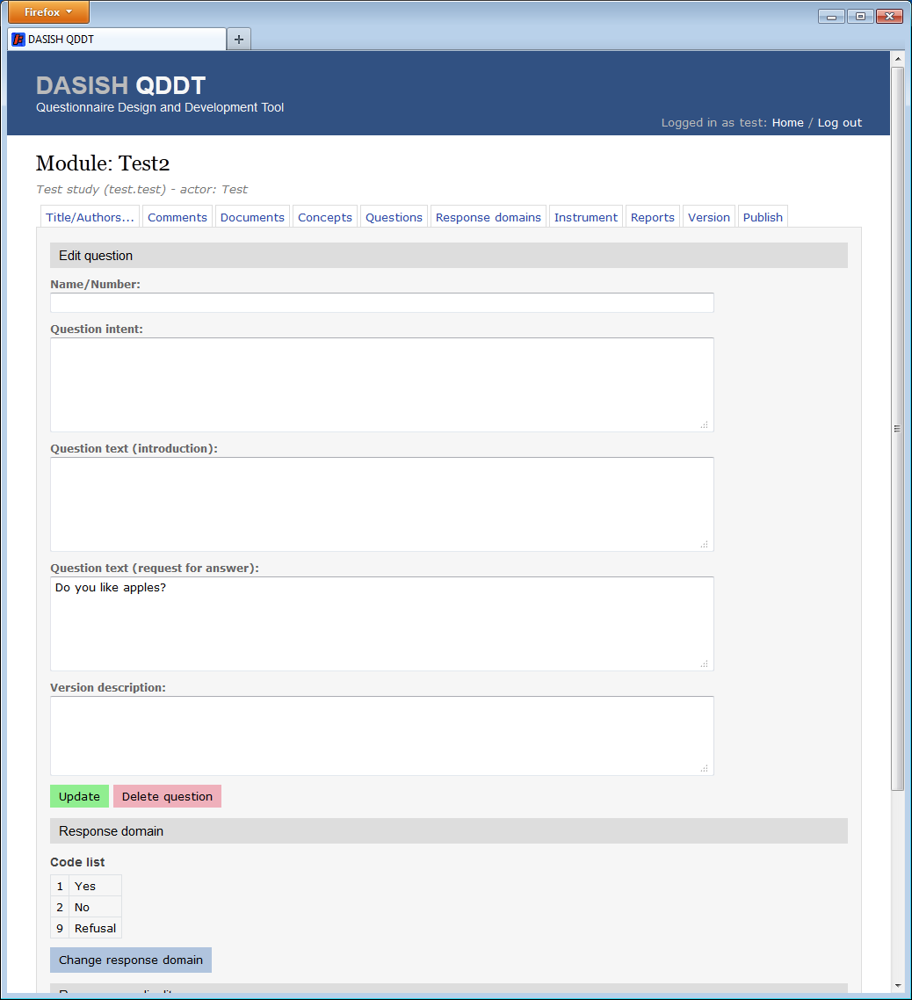 Firefox
DASISH QDDT
DASISH QDDT
Questionnaire Design and Development Tool
Logged in as test: Home / Log out
Module: Test2
Test study (test.test) - actor: Test
Title/Authors... Comments Documents Concepts Questions Response domains Instrument Reports Version Publish
Edit question
Name/Number:
Question intent:
Question text (introduction):
Question text (request for answer):
Do you like apples?
Version description:
Update Delete question
Response domain
Code list
1 Yes
2 No
9 Refusal
Change response domain